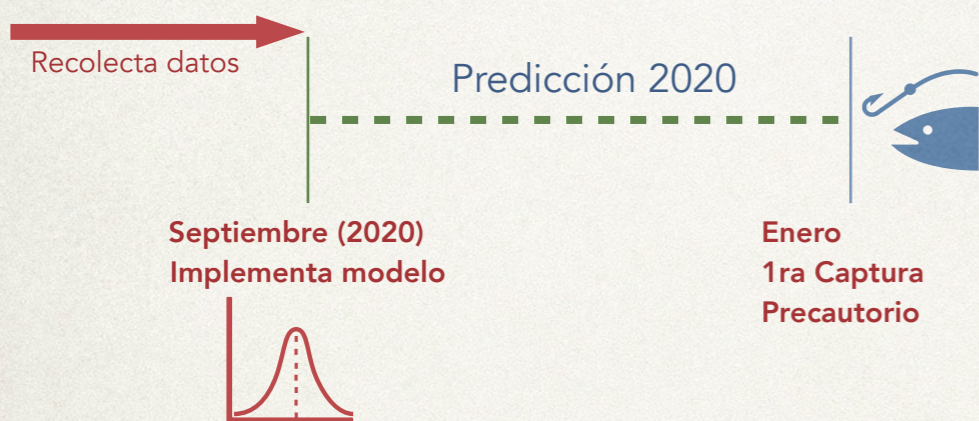 Recolecta datos
Predicción 2020
Septiembre (2020)
Implementa modelo
Enero
1ra Captura
Precautorio